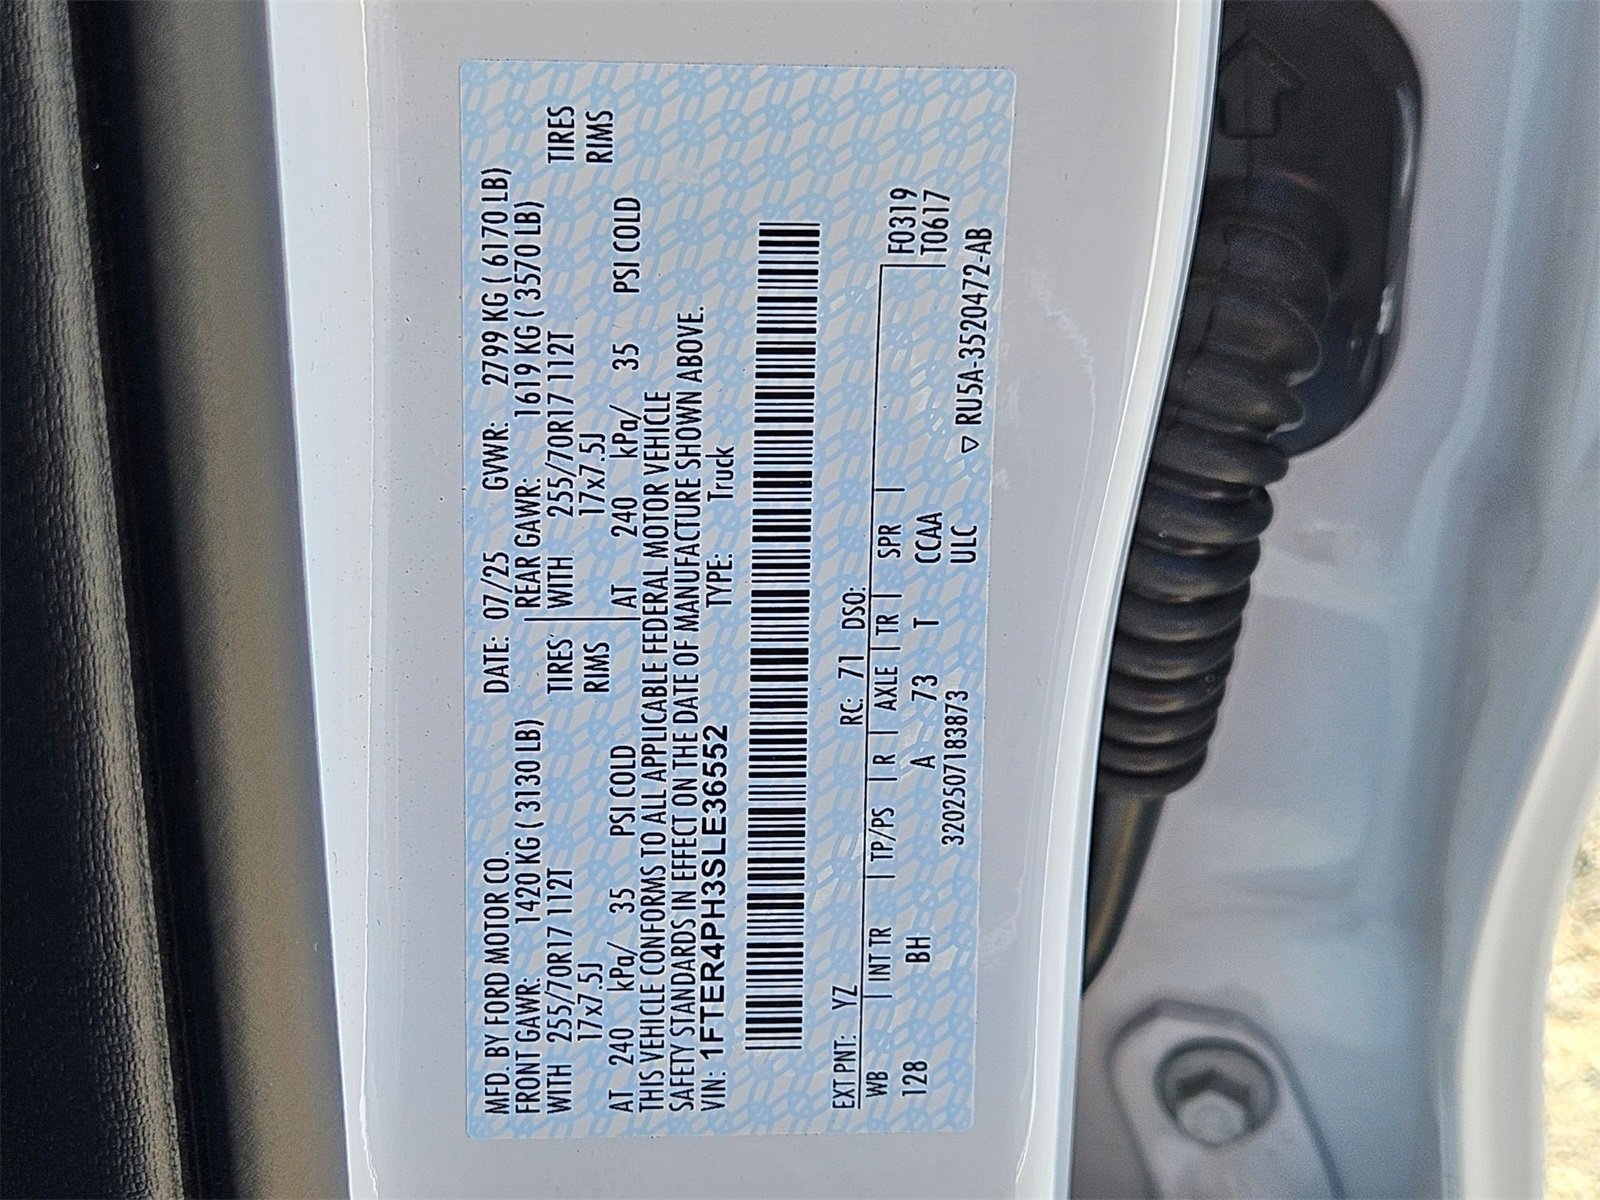 MFD. BY FORD MOTOR CO. DATE: 07/25 GVWR: 2799 KG ( 6170 LB)
FRONT GAWR: 1420 KG ( 3130 LB) REAR GAWR: 1619 KG ( 3570 LB)
WITH 255/70R17 112T TIRES WITH 255/70R17 112T TIRES
17x7.5J RIMS 17x7.5J RIMS
AT 240 kPa/ 35 PSI COLD AT 240 kPa/ 35 PSI COLD
THIS VEHICLE CONFORMS TO ALL APPLICABLE FEDERAL MOTOR VEHICLE
SAFETY STANDARDS IN EFFECT ON THE DATE OF MANUFACTURE SHOWN ABOVE.
VIN: 1FTER4PH3SLE36552 TYPE: Truck
EXT PNT: YZ RC: 71 DSO:
WB INT TR TP/PS R AXLE TR SPR F0319
128 BH A 73 T CCAA T0617
3202507183873 ULC ▽ RU5A-3520472-AB